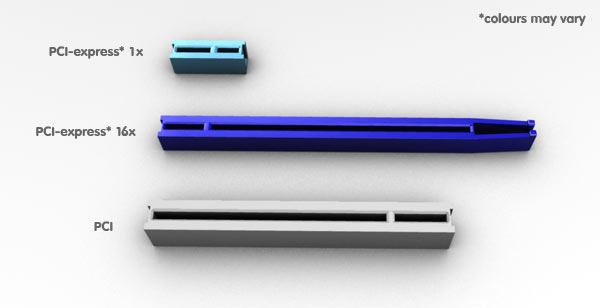 *colours may vary
PCI-express* 1x
PCI-express* 16x
PCI